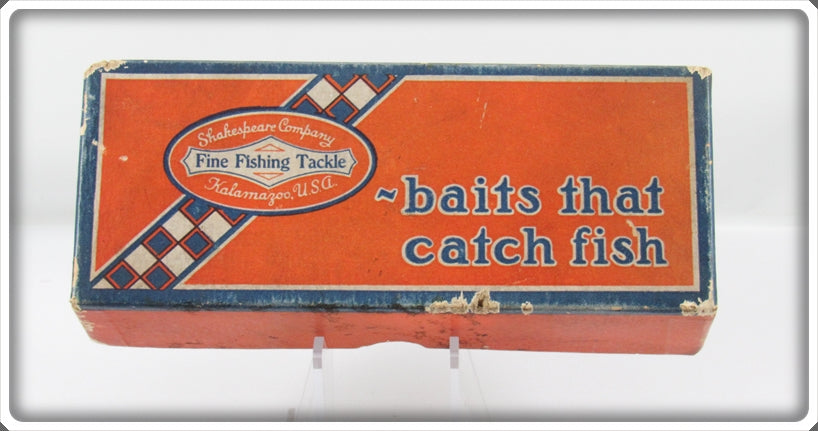 Shakespeare Company
Fine Fishing Tackle
Kalamazoo, U.S.A.
~baits that
catch fish